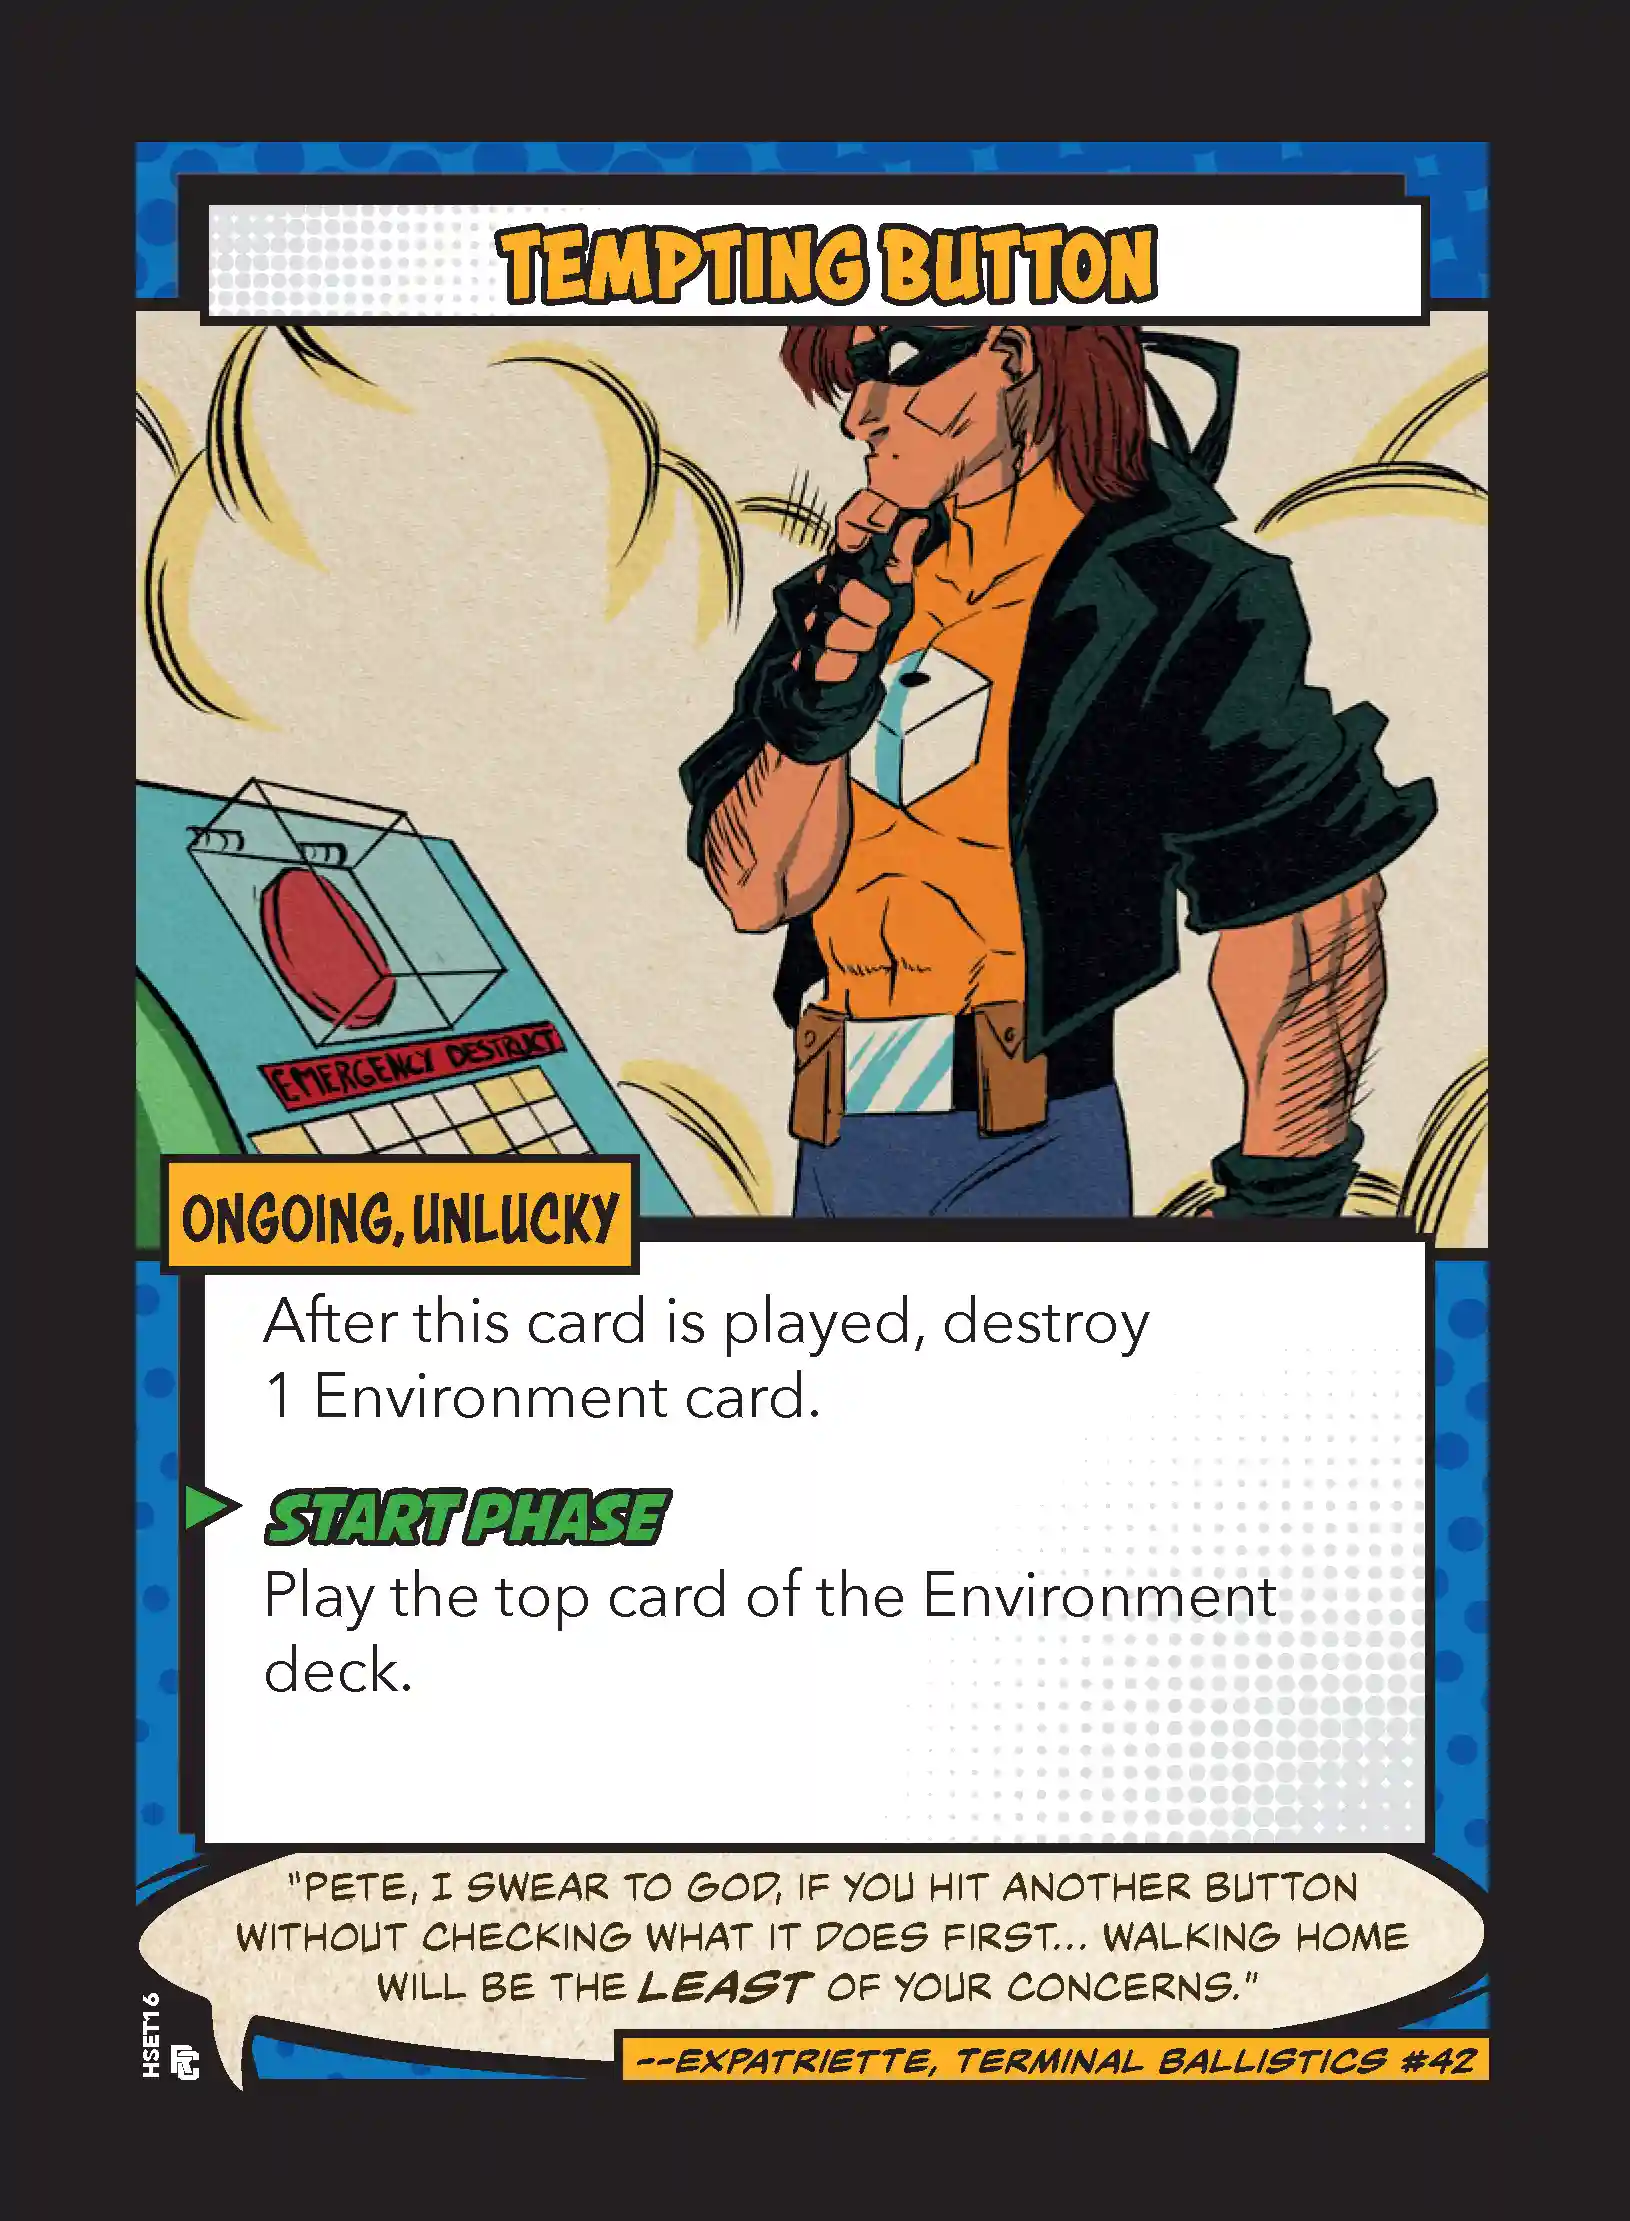 TEMPTING BUTTON
EMERGENCY DESTRUCT
ONGOING, UNLUCKY
After this card is played, destroy
1 Environment card.
START PHASE
Play the top card of the Environment
deck.
"PETE, I SWEAR TO GOD, IF YOU HIT ANOTHER BUTTON
WITHOUT CHECKING WHAT IT DOES FIRST... WALKING HOME
WILL BE THE LEAST OF YOUR CONCERNS."
--EXPATRIETTE, TERMINAL BALLISTICS #42
HSET16